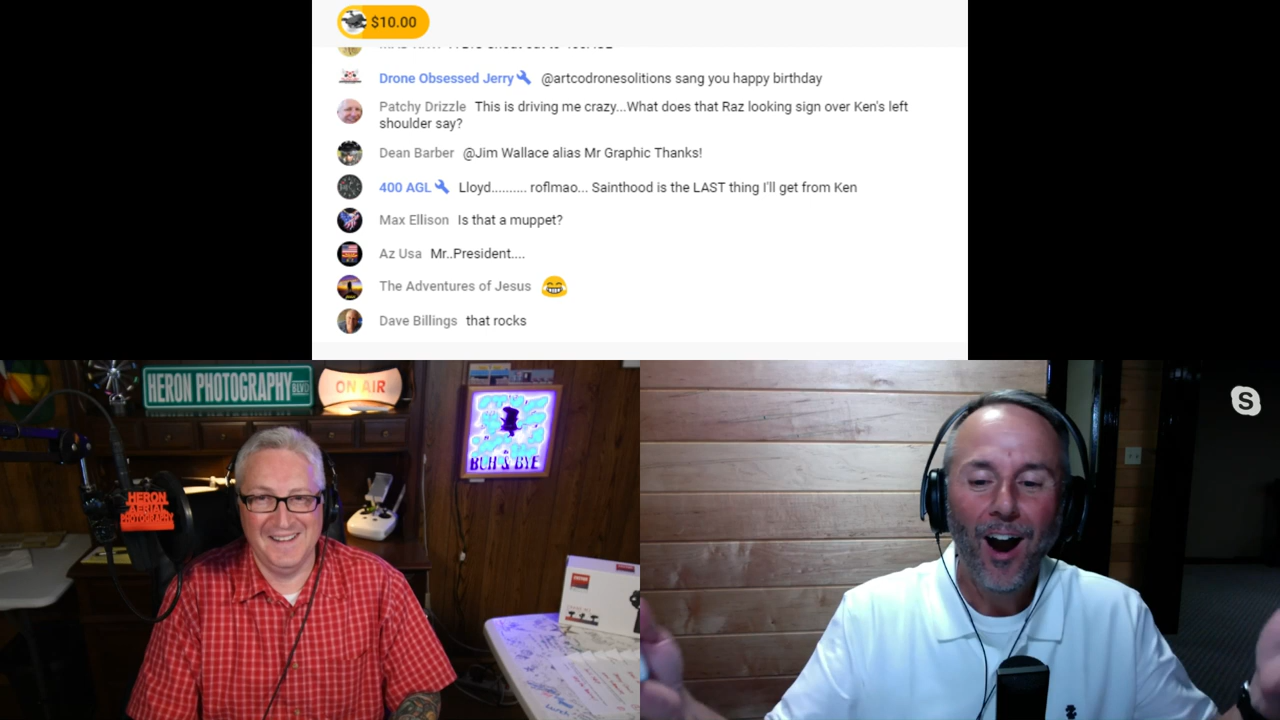 $10.00
Drone Obsessed Jerry @artcodronesolitions sang you happy birthday
Patchy Drizzle This is driving me crazy...What does that Raz looking sign over Ken's left
shoulder say?
Dean Barber @Jim Wallace alias Mr Graphic Thanks!
400 AGL Lloyd.......... roflmao... Sainthood is the LAST thing I'll get from Ken
Max Ellison Is that a muppet?
Az Usa Mr..President....
The Adventures of Jesus 😂
Dave Billings that rocks
HERON PHOTOGRAPHY BLVD
ON AIR
BUH BYE
HERON
AERIAL
PHOTOGRAPHY
S